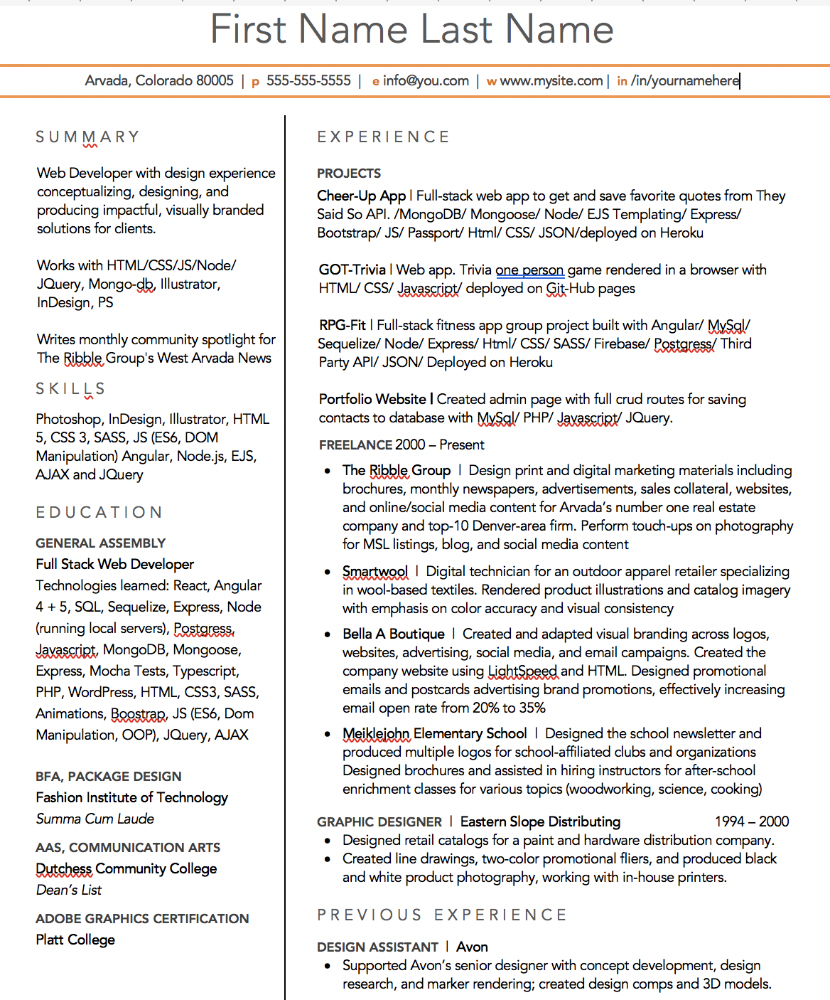 First Name Last Name
Arvada, Colorado 80005 | p 555-555-5555 | e info@you.com | w www.mysite.com | in /in/yournamehere
SUMMARY
Web Developer with design experience
conceptualizing, designing, and
producing impactful, visually branded
solutions for clients.
Works with HTML/CSS/JS/Node/
JQuery, Mongo-db, Illustrator,
InDesign, PS
Writes monthly community spotlight for
The Ribble Group's West Arvada News
SKILLS
Photoshop, InDesign, Illustrator, HTML
5, CSS 3, SASS, JS (ES6, DOM
Manipulation) Angular, Node.js, EJS,
AJAX and JQuery
EDUCATION
GENERAL ASSEMBLY
Full Stack Web Developer
Technologies learned: React, Angular
4 + 5, SQL, Sequelize, Express, Node
(running local servers), Postgress,
Javascript, MongoDB, Mongoose,
Express, Mocha Tests, Typescript,
PHP, WordPress, HTML, CSS3, SASS,
Animations, Boostrap, JS (ES6, Dom
Manipulation, OOP), JQuery, AJAX
BFA, PACKAGE DESIGN
Fashion Institute of Technology
Summa Cum Laude
AAS, COMMUNICATION ARTS
Dutchess Community College
Dean's List
ADOBE GRAPHICS CERTIFICATION
Platt College
EXPERIENCE
PROJECTS
Cheer-Up App | Full-stack web app to get and save favorite quotes from They
Said So API. /MongoDB/ Mongoose/ Node/ EJS Templating/ Express/
Bootstrap/ JS/ Passport/ Html/ CSS/ JSON/deployed on Heroku
GOT-Trivia | Web app. Trivia one person game rendered in a browser with
HTML/ CSS/ Javascript/ deployed on Git-Hub pages
RPG-Fit | Full-stack fitness app group project built with Angular/ MySql/
Sequelize/ Node/ Express/ Html/ CSS/ SASS/ Firebase/ Postgress/ Third
Party API/ JSON/ Deployed on Heroku
Portfolio Website | Created admin page with full crud routes for saving
contacts to database with MySql/ PHP/ Javascript/ JQuery.
FREELANCE 2000 – Present
• The Ribble Group | Design print and digital marketing materials including
brochures, monthly newspapers, advertisements, sales collateral, websites,
and online/social media content for Arvada's number one real estate
company and top-10 Denver-area firm. Perform touch-ups on photography
for MSL listings, blog, and social media content
• Smartwool | Digital technician for an outdoor apparel retailer specializing
in wool-based textiles. Rendered product illustrations and catalog imagery
with emphasis on color accuracy and visual consistency
• Bella A Boutique | Created and adapted visual branding across logos,
websites, advertising, social media, and email campaigns. Created the
company website using LightSpeed and HTML. Designed promotional
emails and postcards advertising brand promotions, effectively increasing
email open rate from 20% to 35%
• Meiklejohn Elementary School | Designed the school newsletter and
produced multiple logos for school-affiliated clubs and organizations
Designed brochures and assisted in hiring instructors for after-school
enrichment classes for various topics (woodworking, science, cooking)
GRAPHIC DESIGNER | Eastern Slope Distributing 1994 – 2000
• Designed retail catalogs for a paint and hardware distribution company.
• Created line drawings, two-color promotional fliers, and produced black
and white product photography, working with in-house printers.
PREVIOUS EXPERIENCE
DESIGN ASSISTANT | Avon
• Supported Avon's senior designer with concept development, design
research, and marker rendering; created design comps and 3D models.